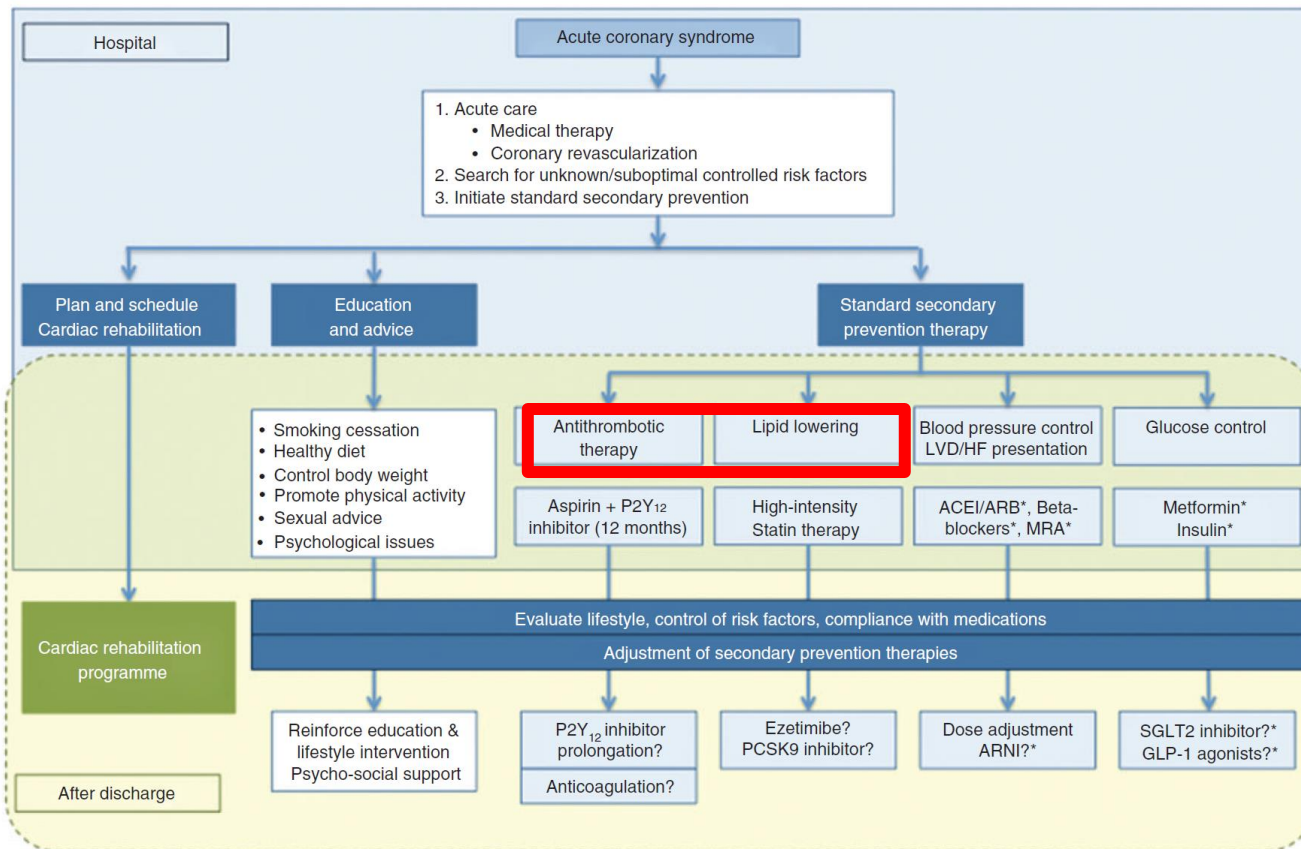 Hospital
Acute coronary syndrome
1. Acute care
• Medical therapy
• Coronary revascularization
2. Search for unknown/suboptimal controlled risk factors
3. Initiate standard secondary prevention
Plan and schedule
Cardiac rehabilitation
Education
and advice
Standard secondary
prevention therapy
• Smoking cessation
• Healthy diet
• Control body weight
• Promote physical activity
• Sexual advice
• Psychological issues
Antithrombotic
therapy
Lipid lowering
Blood pressure control
LVD/HF presentation
Glucose control
Aspirin + P2Y₁₂
inhibitor (12 months)
High-intensity
Statin therapy
ACEI/ARB*, Beta-
blockers*, MRA*
Metformin*
Insulin*
Evaluate lifestyle, control of risk factors, compliance with medications
Adjustment of secondary prevention therapies
Cardiac rehabilitation
programme
Reinforce education &
lifestyle intervention
Psycho-social support
P2Y₁₂ inhibitor
prolongation?
Anticoagulation?
Ezetimibe?
PCSK9 inhibitor?
Dose adjustment
ARNI?*
SGLT2 inhibitor?*
GLP-1 agonists?*
After discharge